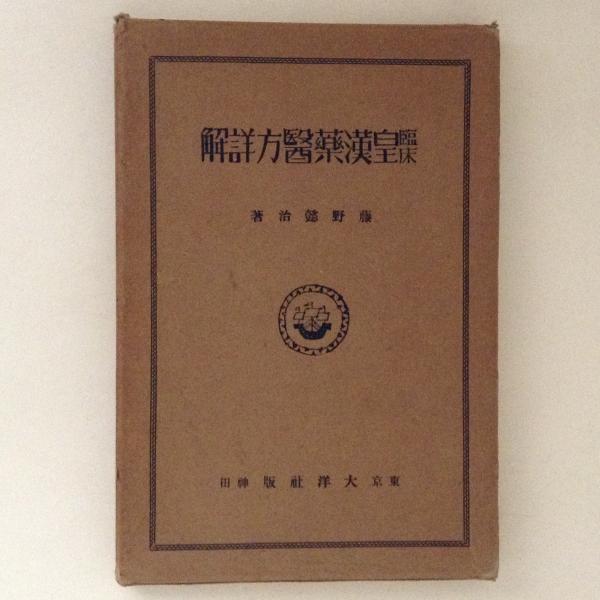 臨床皇漢藥醫方詳解
藤野懿治著
東京大洋社版神田